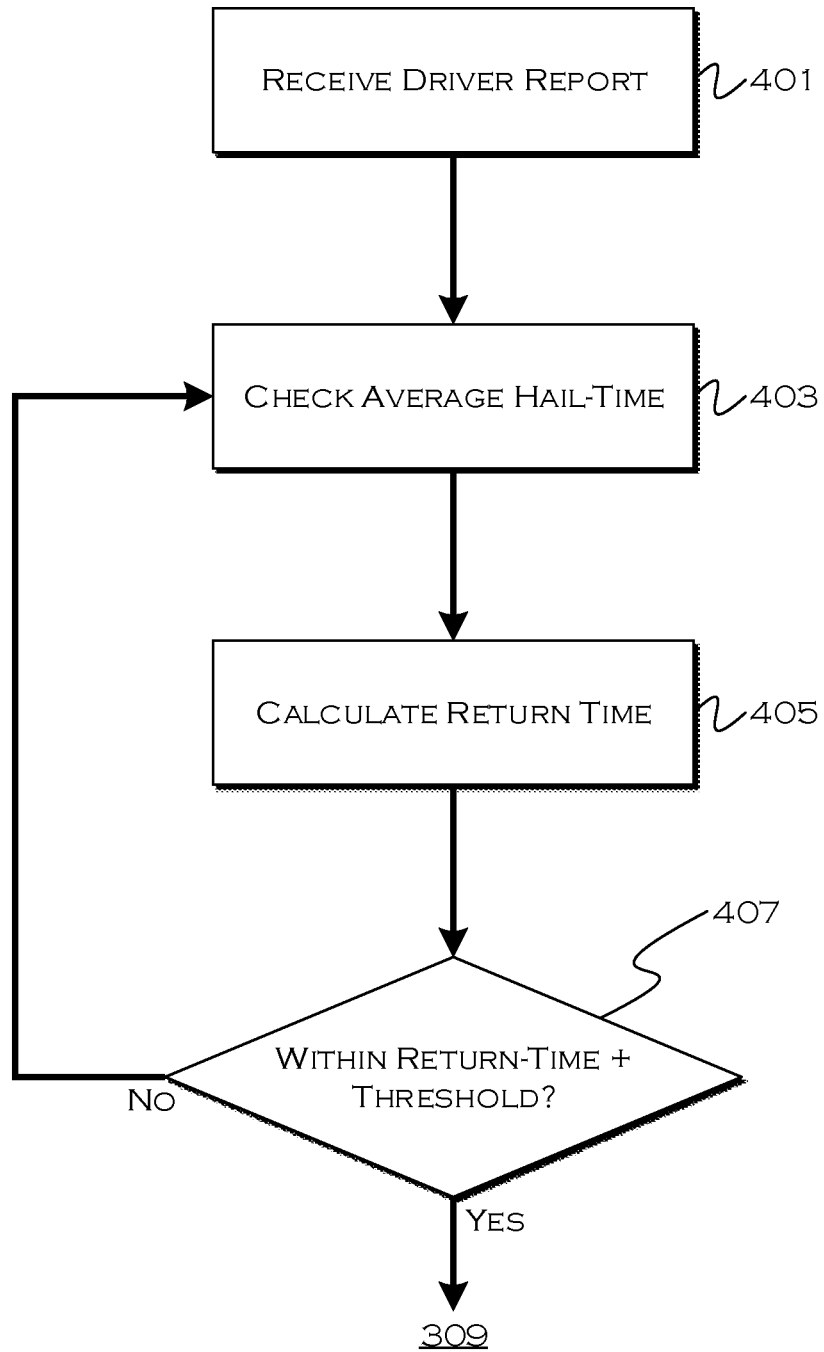 RECEIVE DRIVER REPORT
401
CHECK AVERAGE HAIL-TIME
403
CALCULATE RETURN TIME
405
407
WITHIN RETURN-TIME +
THRESHOLD?
NO
YES
309